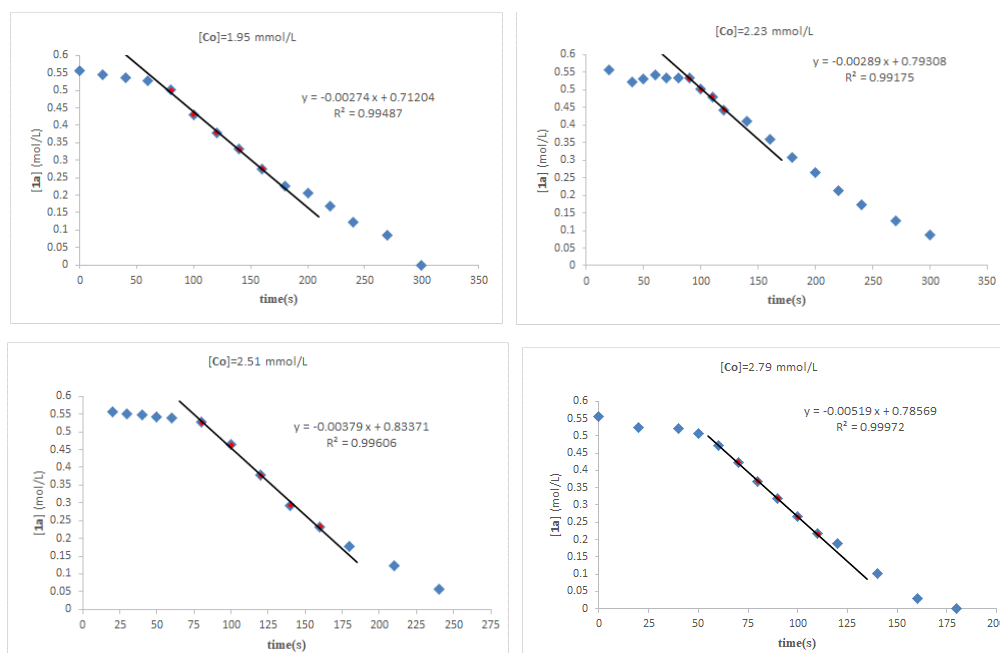 [Co]=1.95 mmol/L
y = -0.00274 x + 0.71204
R² = 0.99487
[1a] (mol/L)
0.6
0.55
0.5
0.45
0.4
0.35
0.3
0.25
0.2
0.15
0.1
0.05
0
0 50 100 150 200 250 300 350
time(s)
[Co]=2.23 mmol/L
y = -0.00289 x + 0.79308
R² = 0.99175
[1a] (mol/L)
0.6
0.55
0.5
0.45
0.4
0.35
0.3
0.25
0.2
0.15
0.1
0.05
0
0 50 100 150 200 250 300 350
time(s)
[Co]=2.51 mmol/L
y = -0.00379 x + 0.83371
R² = 0.99606
[1a] (mol/L)
0.6
0.55
0.5
0.45
0.4
0.35
0.3
0.25
0.2
0.15
0.1
0.05
0
0 25 50 75 100 125 150 175 200 225 250 275
time(s)
[Co]=2.79 mmol/L
y = -0.00519 x + 0.78569
R² = 0.99972
[1a] (mol/L)
0.6
0.55
0.5
0.45
0.4
0.35
0.3
0.25
0.2
0.15
0.1
0.05
0
0 25 50 75 100 125 150 175 200
time(s)